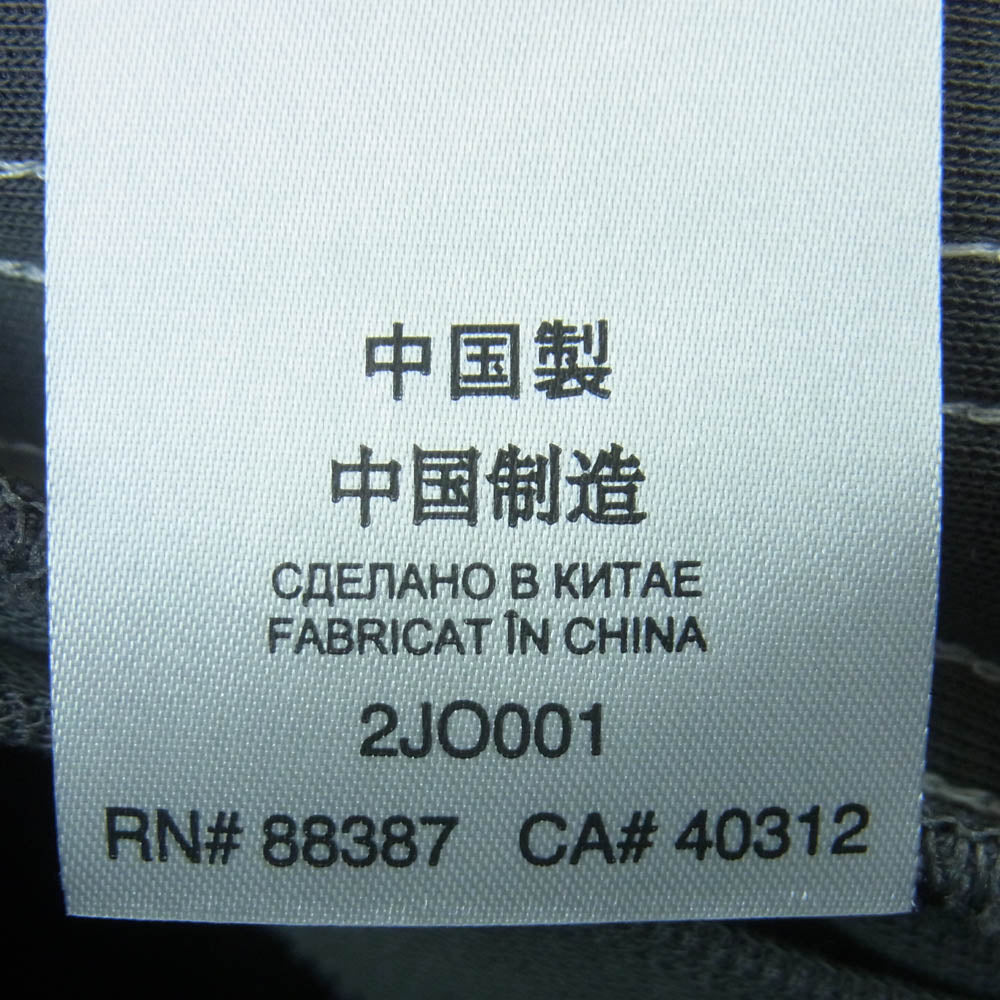 中国製
中国制造
СДЕЛАНО В КИТАЕ
FABRICAT ÎN CHINA
2JO001
RN# 88387 CA# 40312